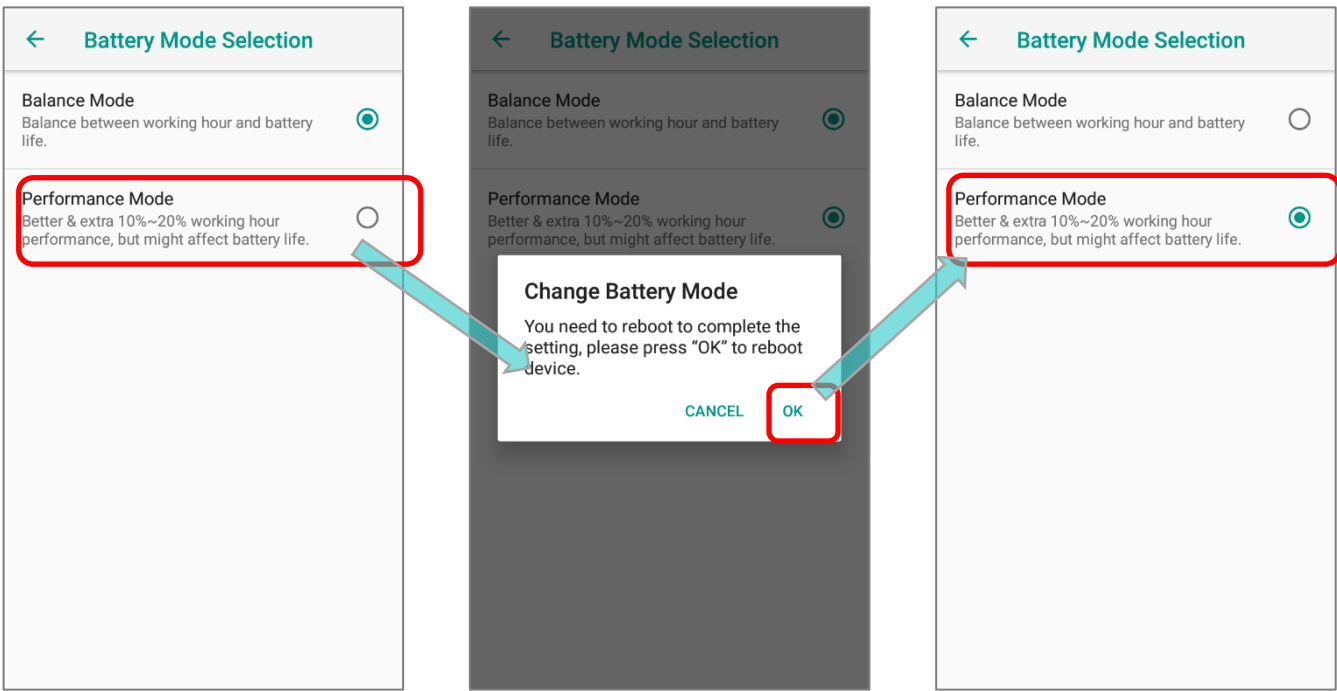 Battery Mode Selection
Balance Mode
Balance between working hour and battery
life.
Performance Mode
Better & extra 10%~20% working hour
performance, but might affect battery life.
Battery Mode Selection
Balance Mode
Balance between working hour and battery
life.
Performance Mode
Better & extra 10%~20% working hour
performance, but might affect battery life.
Change Battery Mode
You need to reboot to complete the
setting, please press “OK” to reboot
device.
CANCEL OK
Battery Mode Selection
Balance Mode
Balance between working hour and battery
life.
Performance Mode
Better & extra 10%~20% working hour
performance, but might affect battery life.